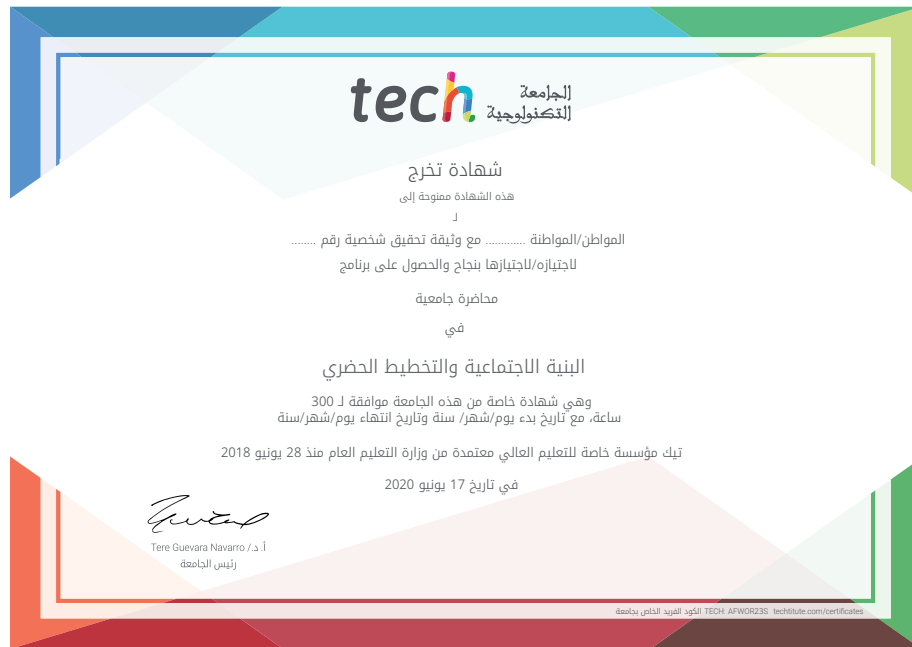 tech
الجامعة
التكنولوجية
شهادة تخرج
هذه الشهادة ممنوحة إلى
لـ
المواطن/المواطنة ............. مع وثيقة تحقيق شخصية رقم ........
لاجتيازه/لاجتيازها بنجاح والحصول على برنامج
محاضرة جامعية
في
البنية الاجتماعية والتخطيط الحضري
وهي شهادة خاصة من هذه الجامعة موافقة لـ 300
ساعة، مع تاريخ بدء يوم/شهر/ سنة وتاريخ انتهاء يوم/شهر/سنة
تيك مؤسسة خاصة للتعليم العالي معتمدة من وزارة التعليم العام منذ 28 يونيو 2018
في تاريخ 17 يونيو 2020
أ. د./ Tere Guevara Navarro
رئيس الجامعة
الكود الفريد الخاص بجامعة TECH: AFWOR23S techtitute.com/certificates